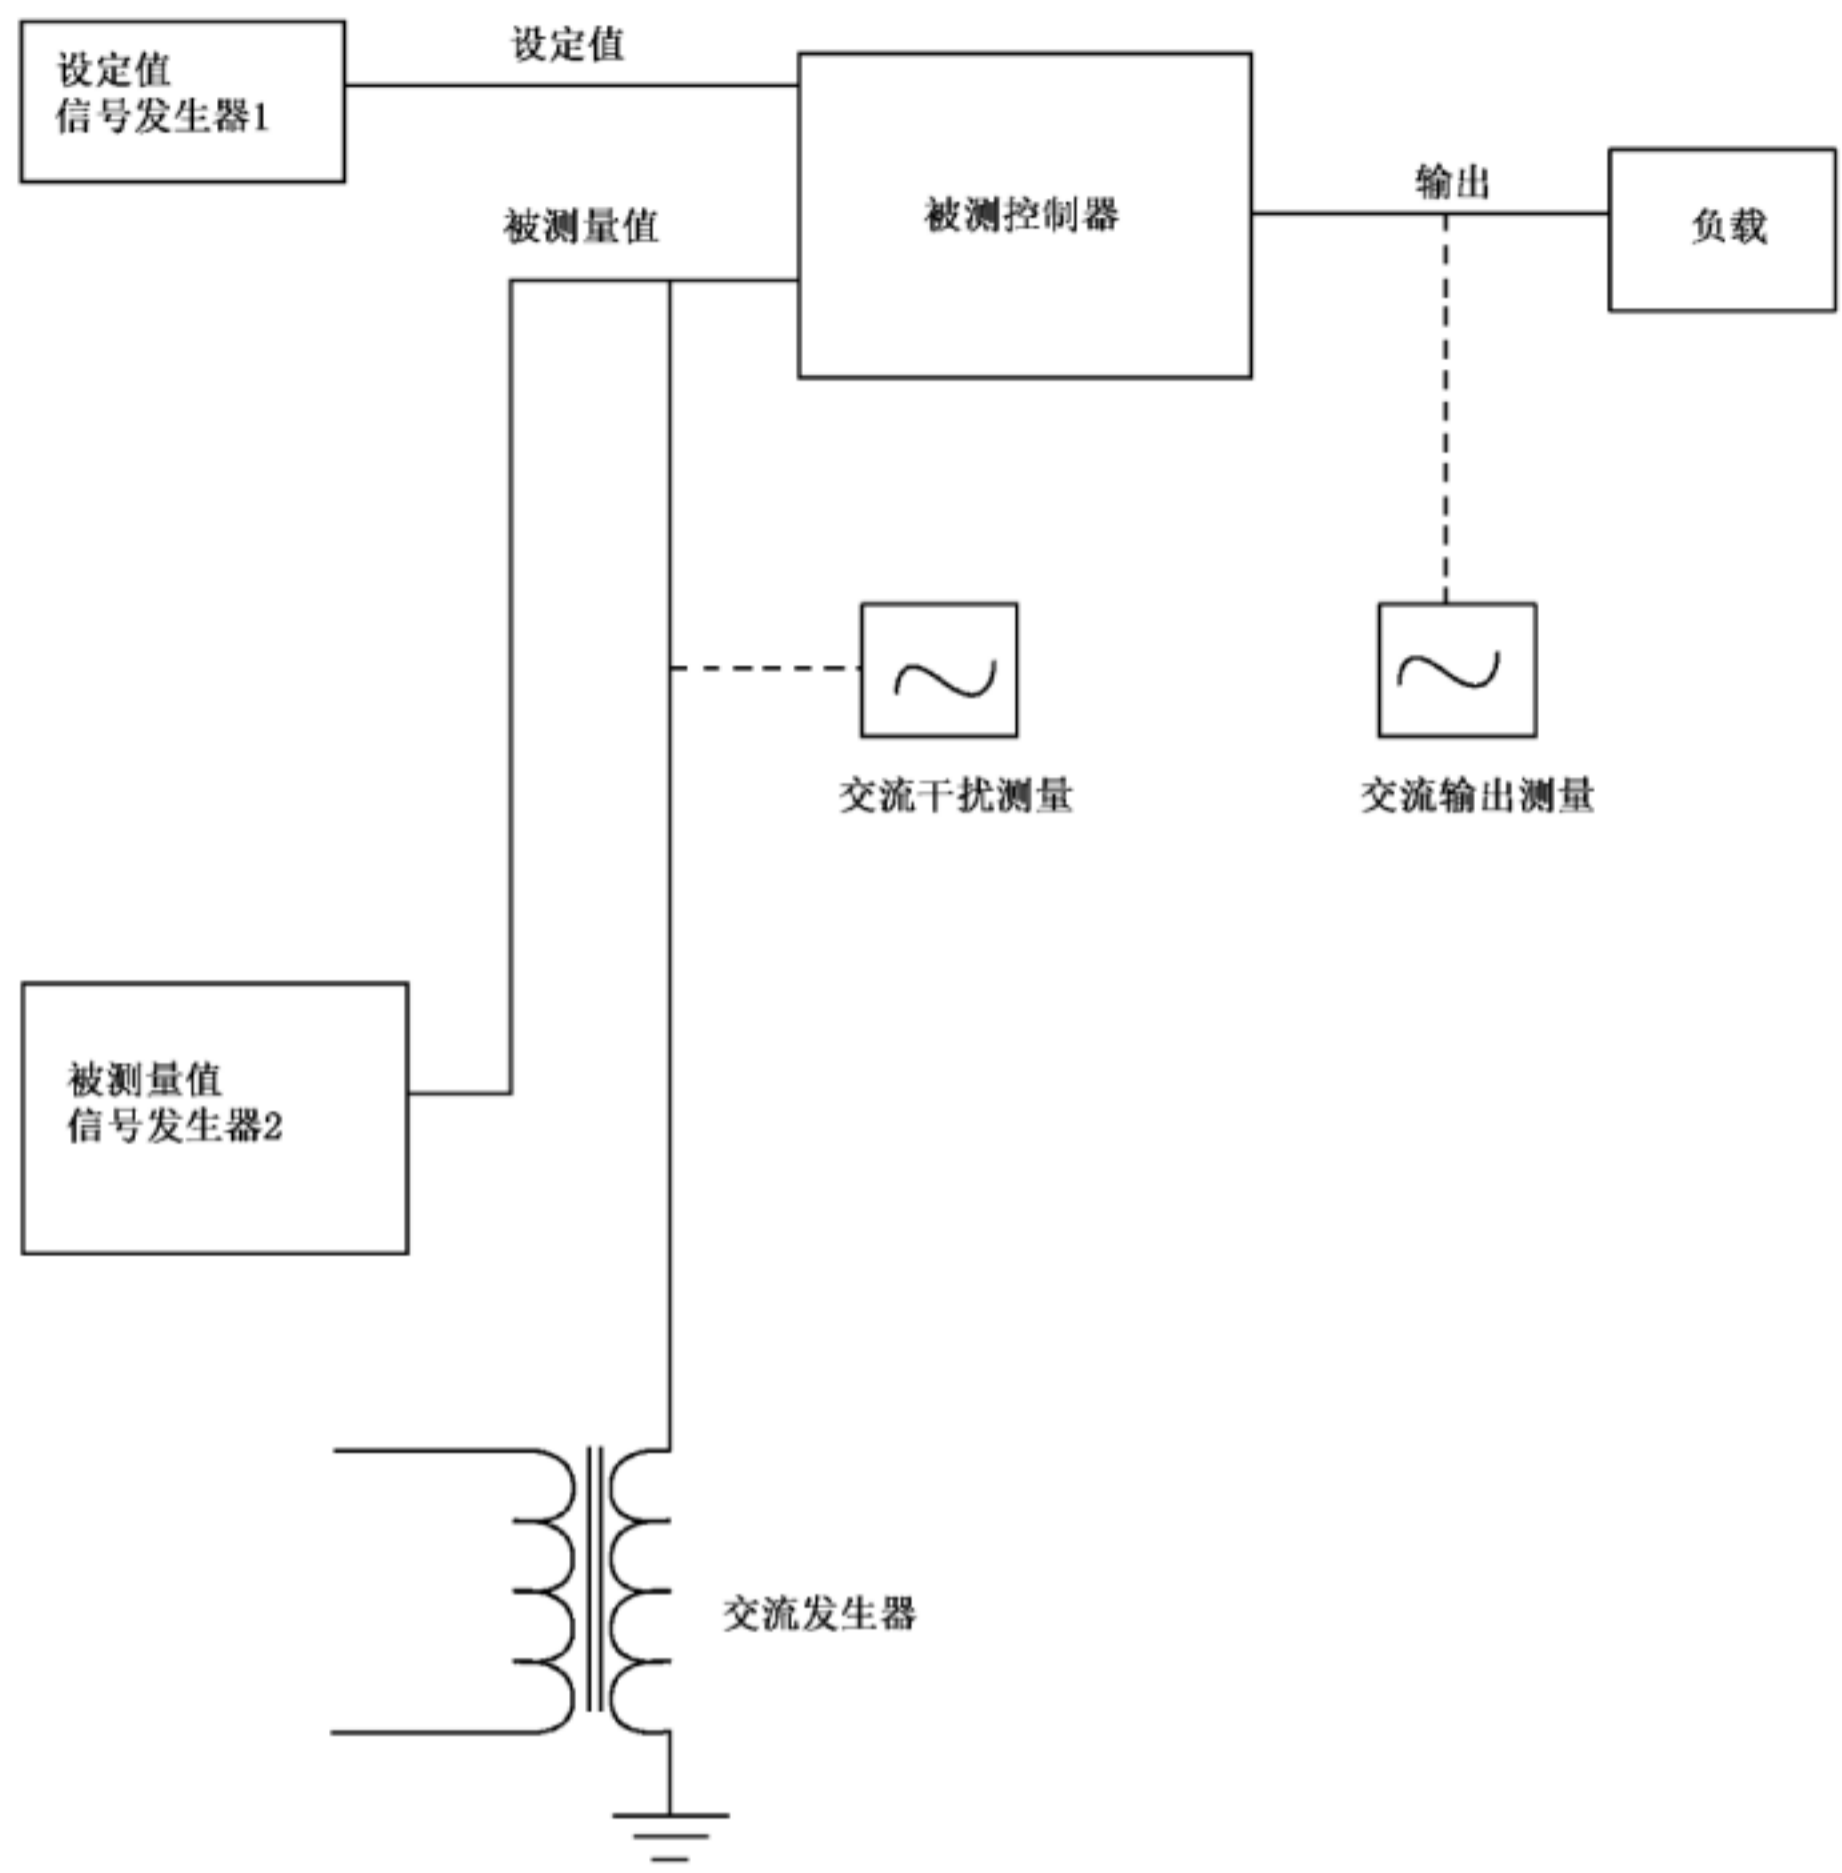 设定值
信号发生器1
设定值
被测量值
被测控制器
输出
负载
交流干扰测量
交流输出测量
被测量值
信号发生器2
交流发生器